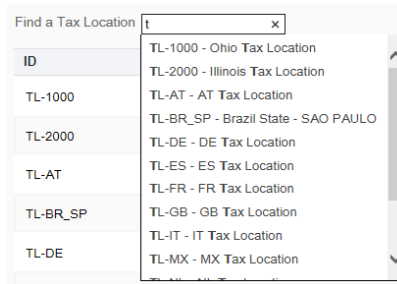 Find a Tax Location t ×
TL-1000 - Ohio Tax Location
ID
TL-2000 - Illinois Tax Location
TL-1000
TL-AT - AT Tax Location
TL-BR_SP - Brazil State - SAO PAULO
TL-2000
TL-DE - DE Tax Location
TL-AT
TL-ES - ES Tax Location
TL-FR - FR Tax Location
TL-BR_SP
TL-GB - GB Tax Location
TL-IT - IT Tax Location
TL-DE
TL-MX - MX Tax Location